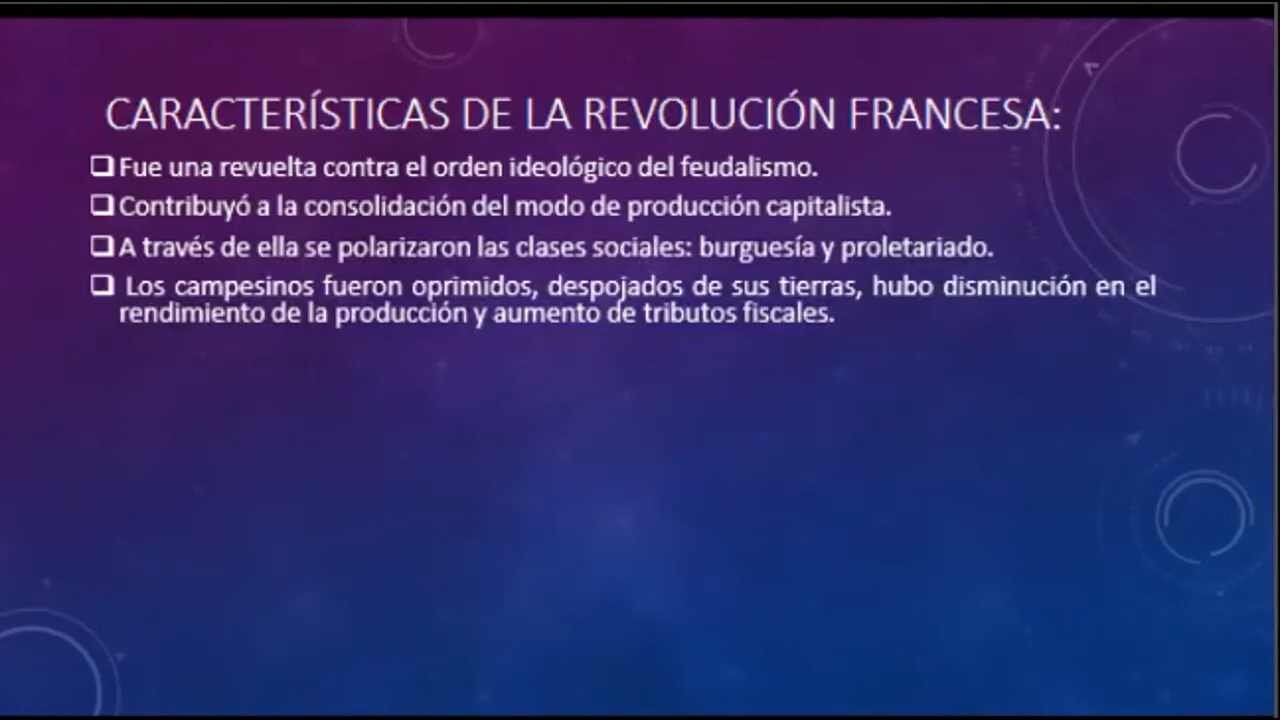 CARACTERÍSTICAS DE LA REVOLUCIÓN FRANCESA:
❑ Fue una revuelta contra el orden ideológico del feudalismo.
❑ Contribuyó a la consolidación del modo de producción capitalista.
❑ A través de ella se polarizaron las clases sociales: burguesía y proletariado.
❑ Los campesinos fueron oprimidos, despojados de sus tierras, hubo disminución en el
rendimiento de la producción y aumento de tributos fiscales.